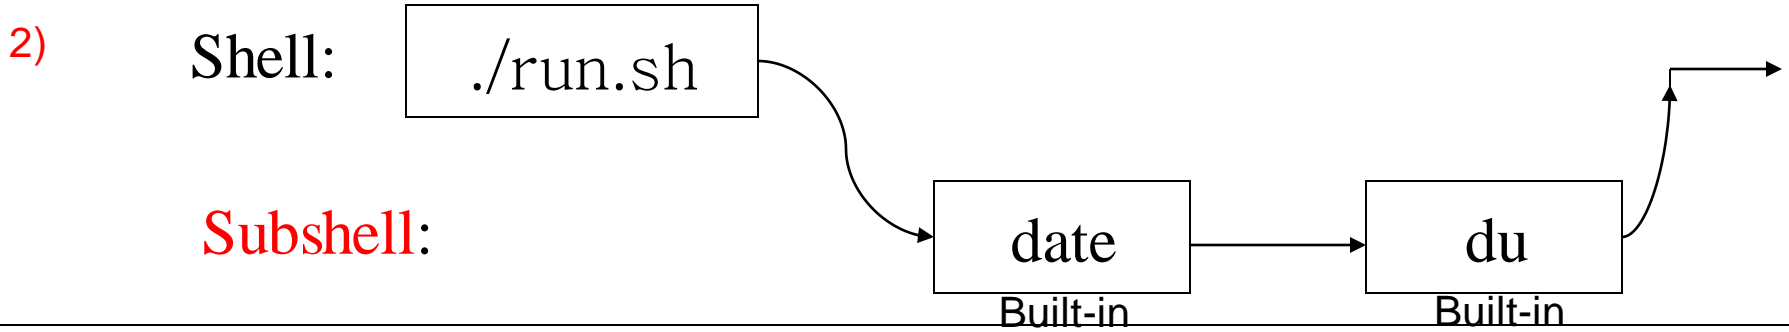 2)
Shell:
./run.sh
Subshell:
date
du
Built-in
Built-in